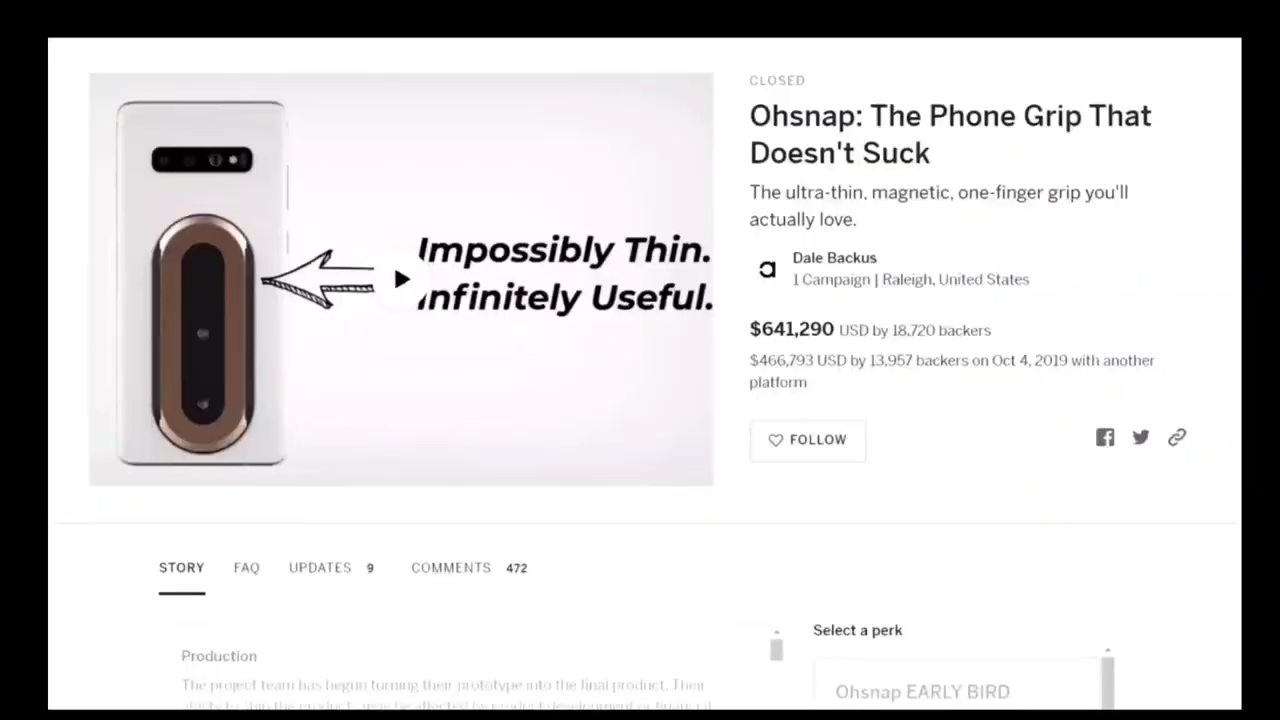 CLOSED
Ohsnap: The Phone Grip That
Doesn't Suck
The ultra-thin, magnetic, one-finger grip you'll
actually love.
Dale Backus
1 Campaign | Raleigh, United States
$641,290 USD by 18,720 backers
$466,793 USD by 13,957 backers on Oct 4, 2019 with another
platform
FOLLOW
Impossibly Thin.
Infinitely Useful.
STORY FAQ UPDATES 9 COMMENTS 472
Select a perk
Ohsnap EARLY BIRD
Production
The project team has begun turning their prototype into the final product. Their